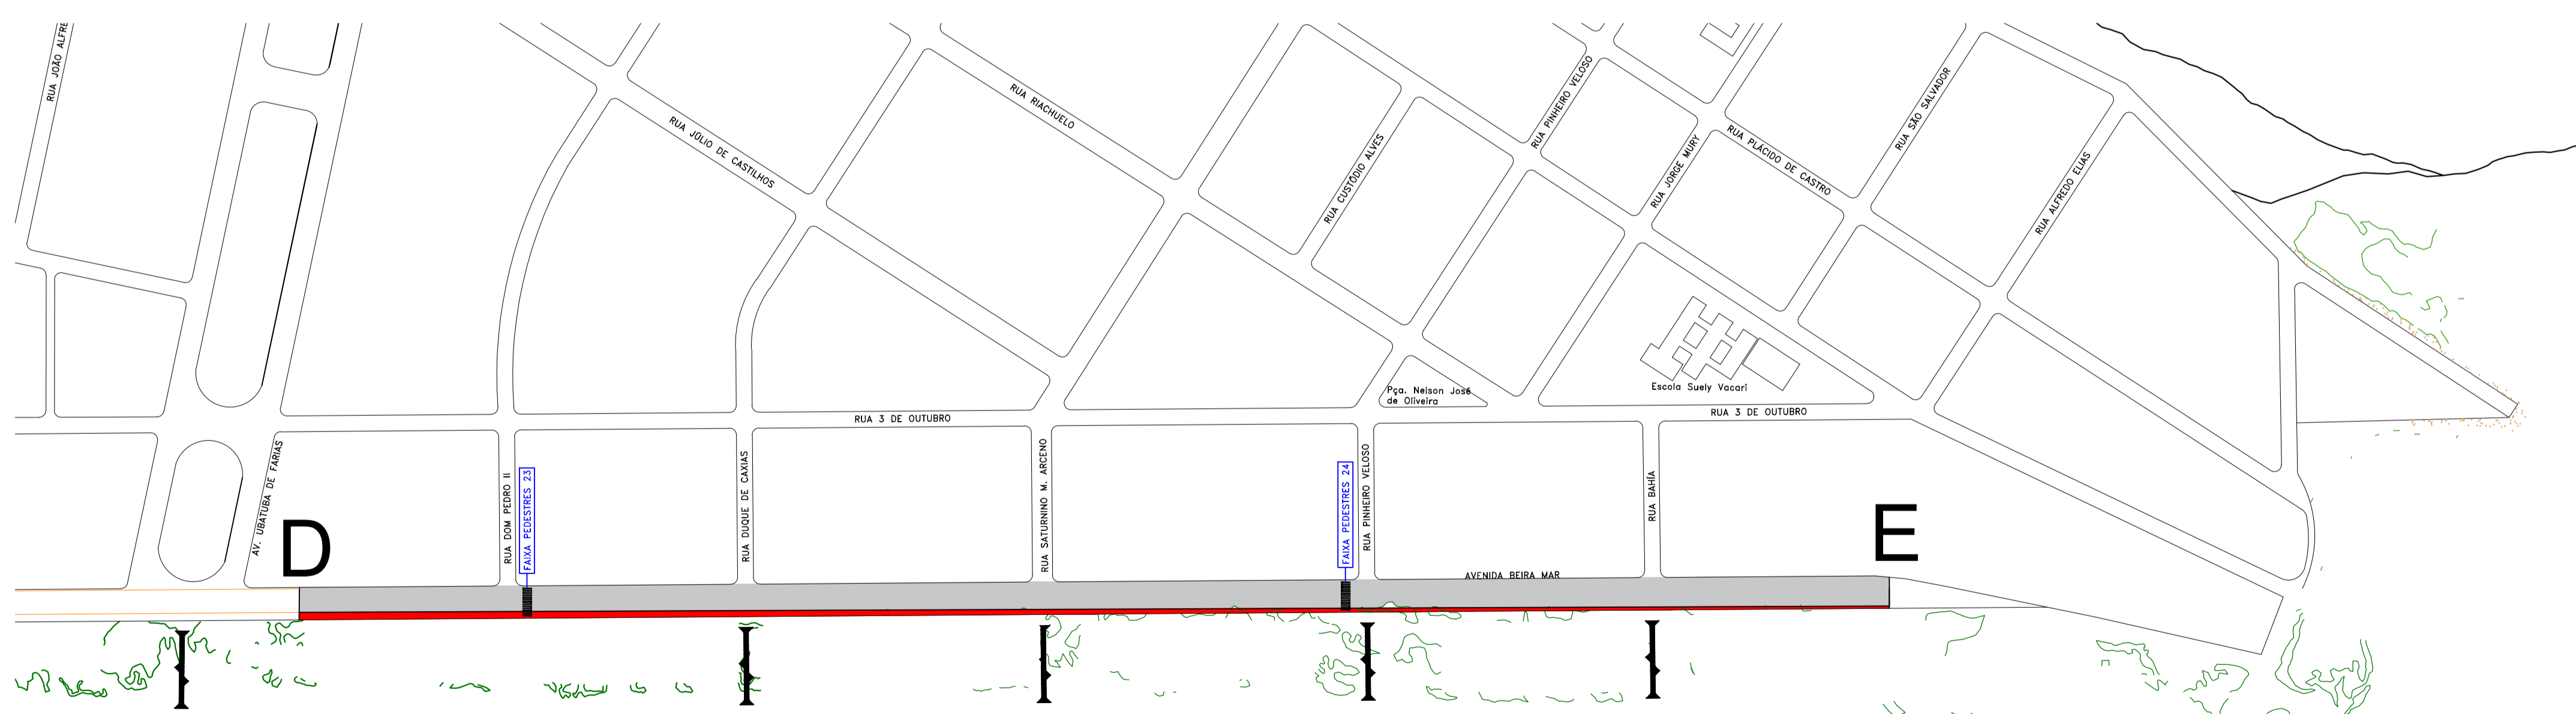 RUA JOÃO ALFRE
RUA JÚLIO DE CASTILHOS
RUA RIACHUELO
RUA CUSTÓDIO ALVES
RUA PINHEIRO VELOSO
RUA JORGE MURY
RUA PLÁCIDO DE CASTRO
RUA SÃO SALVADOR
RUA ALFREDO ELIAS
Pça. Nelson José
de Oliveira
Escola Suely Vacari
RUA 3 DE OUTUBRO
RUA 3 DE OUTUBRO
AV. UBATUBA DE FARIAS
D
RUA DOM PEDRO II
FAIXA PEDESTRES 23
RUA DUQUE DE CAXIAS
RUA SATURNINO M. ARCENO
FAIXA PEDESTRES 24
RUA PINHEIRO VELOSO
RUA BAHÍA
E
AVENIDA BEIRA MAR